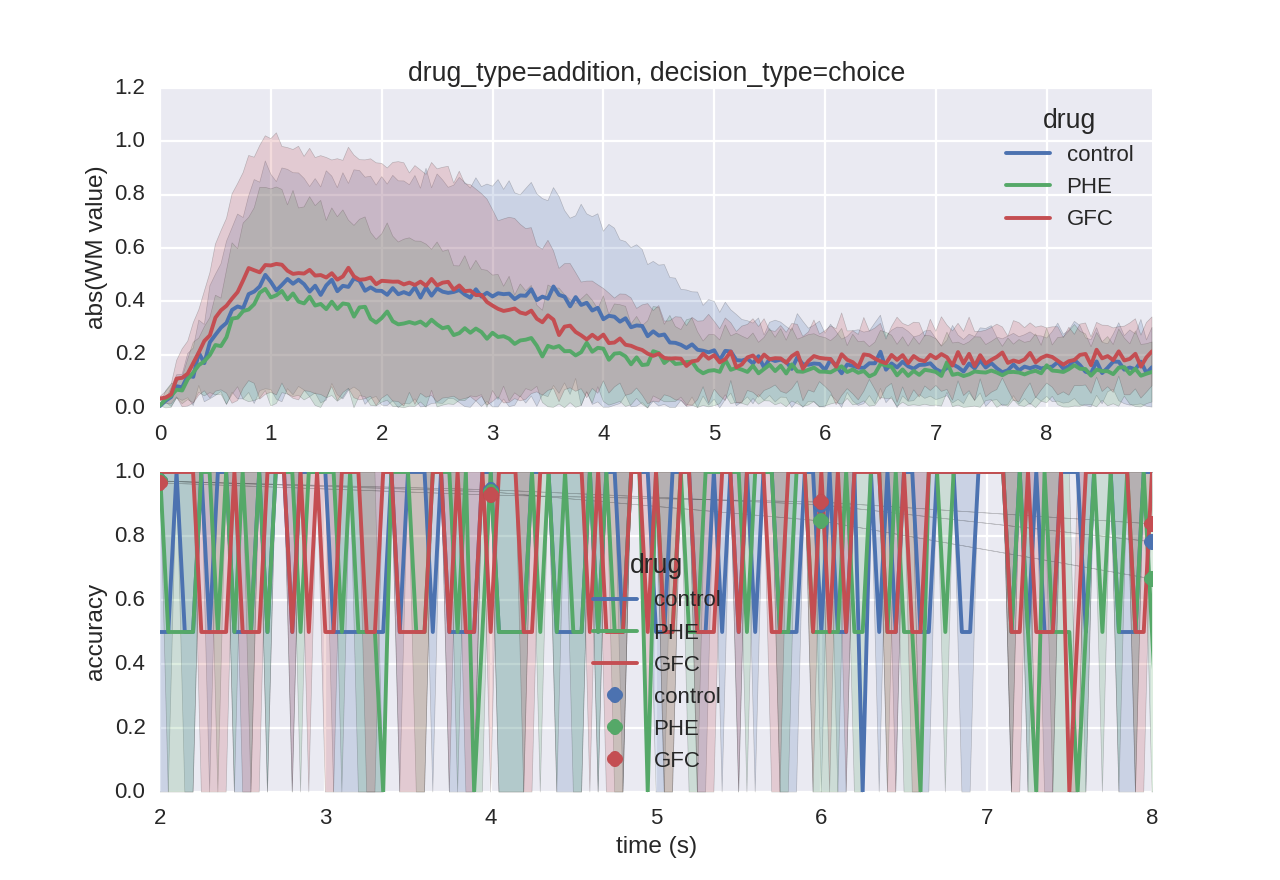 drug_type=addition, decision_type=choice
1.2
1.0
0.8
0.6
0.4
0.2
0.0
abs(WM value)
drug
control
PHE
GFC
0 1 2 3 4 5 6 7 8
1.0
0.8
0.6
0.4
0.2
0.0
accuracy
drug
control
PHE
GFC
control
PHE
GFC
2 3 4 5 6 7 8
time (s)